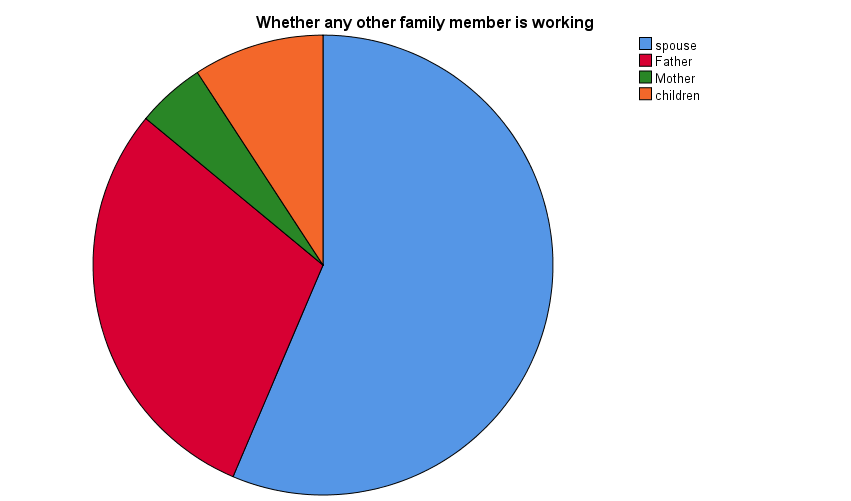 Whether any other family member is working
spouse
Father
Mother
children